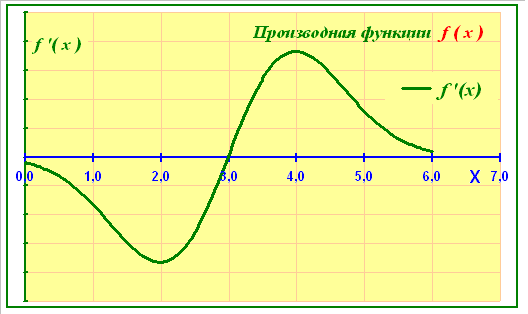 Производная функции f ( x )
f '( x )
f '(x)
0,0 1,0 2,0 3,0 4,0 5,0 6,0 X 7,0